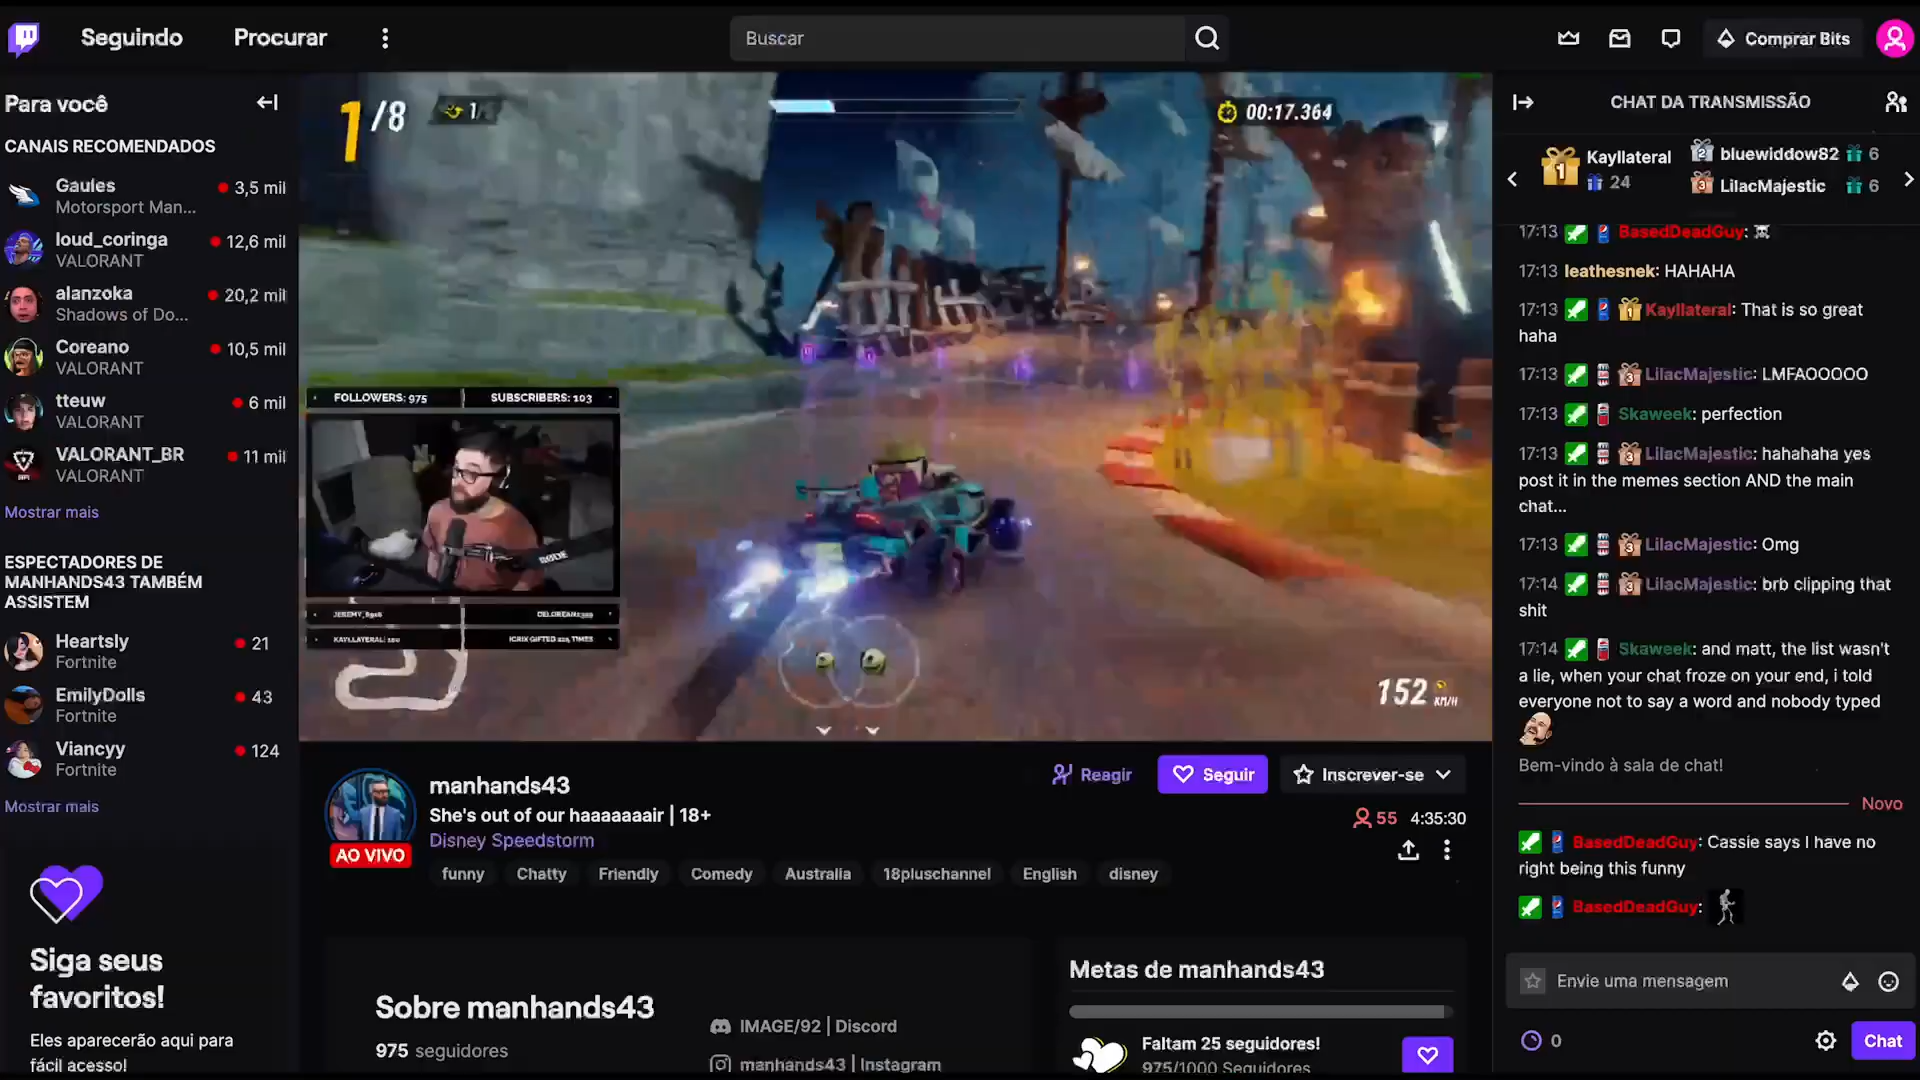 Seguindo
Procurar
Buscar
Comprar Bits
Para você
CANAIS RECOMENDADOS
Gaules
3,5 mil
Motorsport Man...
loud_coringa
12,6 mil
VALORANT
alanzoka
20,2 mil
Shadows of Do...
Coreano
10,5 mil
VALORANT
tteuw
6 mil
VALORANT
VALORANT_BR
11 mil
VALORANT
Mostrar mais
ESPECTADORES DE
MANHANDS43 TAMBÉM
ASSISTEM
Heartsly
21
Fortnite
EmilyDolls
43
Fortnite
Viancyy
124
Fortnite
Mostrar mais
Siga seus
favoritos!
Eles aparecerão aqui para
fácil acesso!
1/8
1/
00:17.364
FOLLOWERS: 975
SUBSCRIBERS: 103
152 KM/H
manhands43
She's out of our haaaaaaair | 18+
Disney Speedstorm
AO VIVO
funny
Chatty
Friendly
Comedy
Australia
18pluschannel
English
disney
Reagir
Seguir
Inscrever-se
55
4:35:30
Sobre manhands43
975 seguidores
IMAGE/92 | Discord
manhands43 | Instagram
Metas de manhands43
Faltam 25 seguidores!
975/1000 Seguidores
CHAT DA TRANSMISSÃO
1
Kayllateral
24
2
bluewiddow82
6
3
LilacMajestic
6
17:13 BasedDeadGuy:
17:13 leathesnek: HAHAHA
17:13 Kayllateral: That is so great
haha
17:13 LilacMajestic: LMFAOOOOO
17:13 Skaweek: perfection
17:13 LilacMajestic: hahahaha yes
post it in the memes section AND the main
chat...
17:13 LilacMajestic: Omg
17:14 LilacMajestic: brb clipping that
shit
17:14 Skaweek: and matt, the list wasn't
a lie, when your chat froze on your end, i told
everyone not to say a word and nobody typed
Bem-vindo à sala de chat!
Novo
BasedDeadGuy: Cassie says I have no
right being this funny
BasedDeadGuy:
Envie uma mensagem
0
Chat